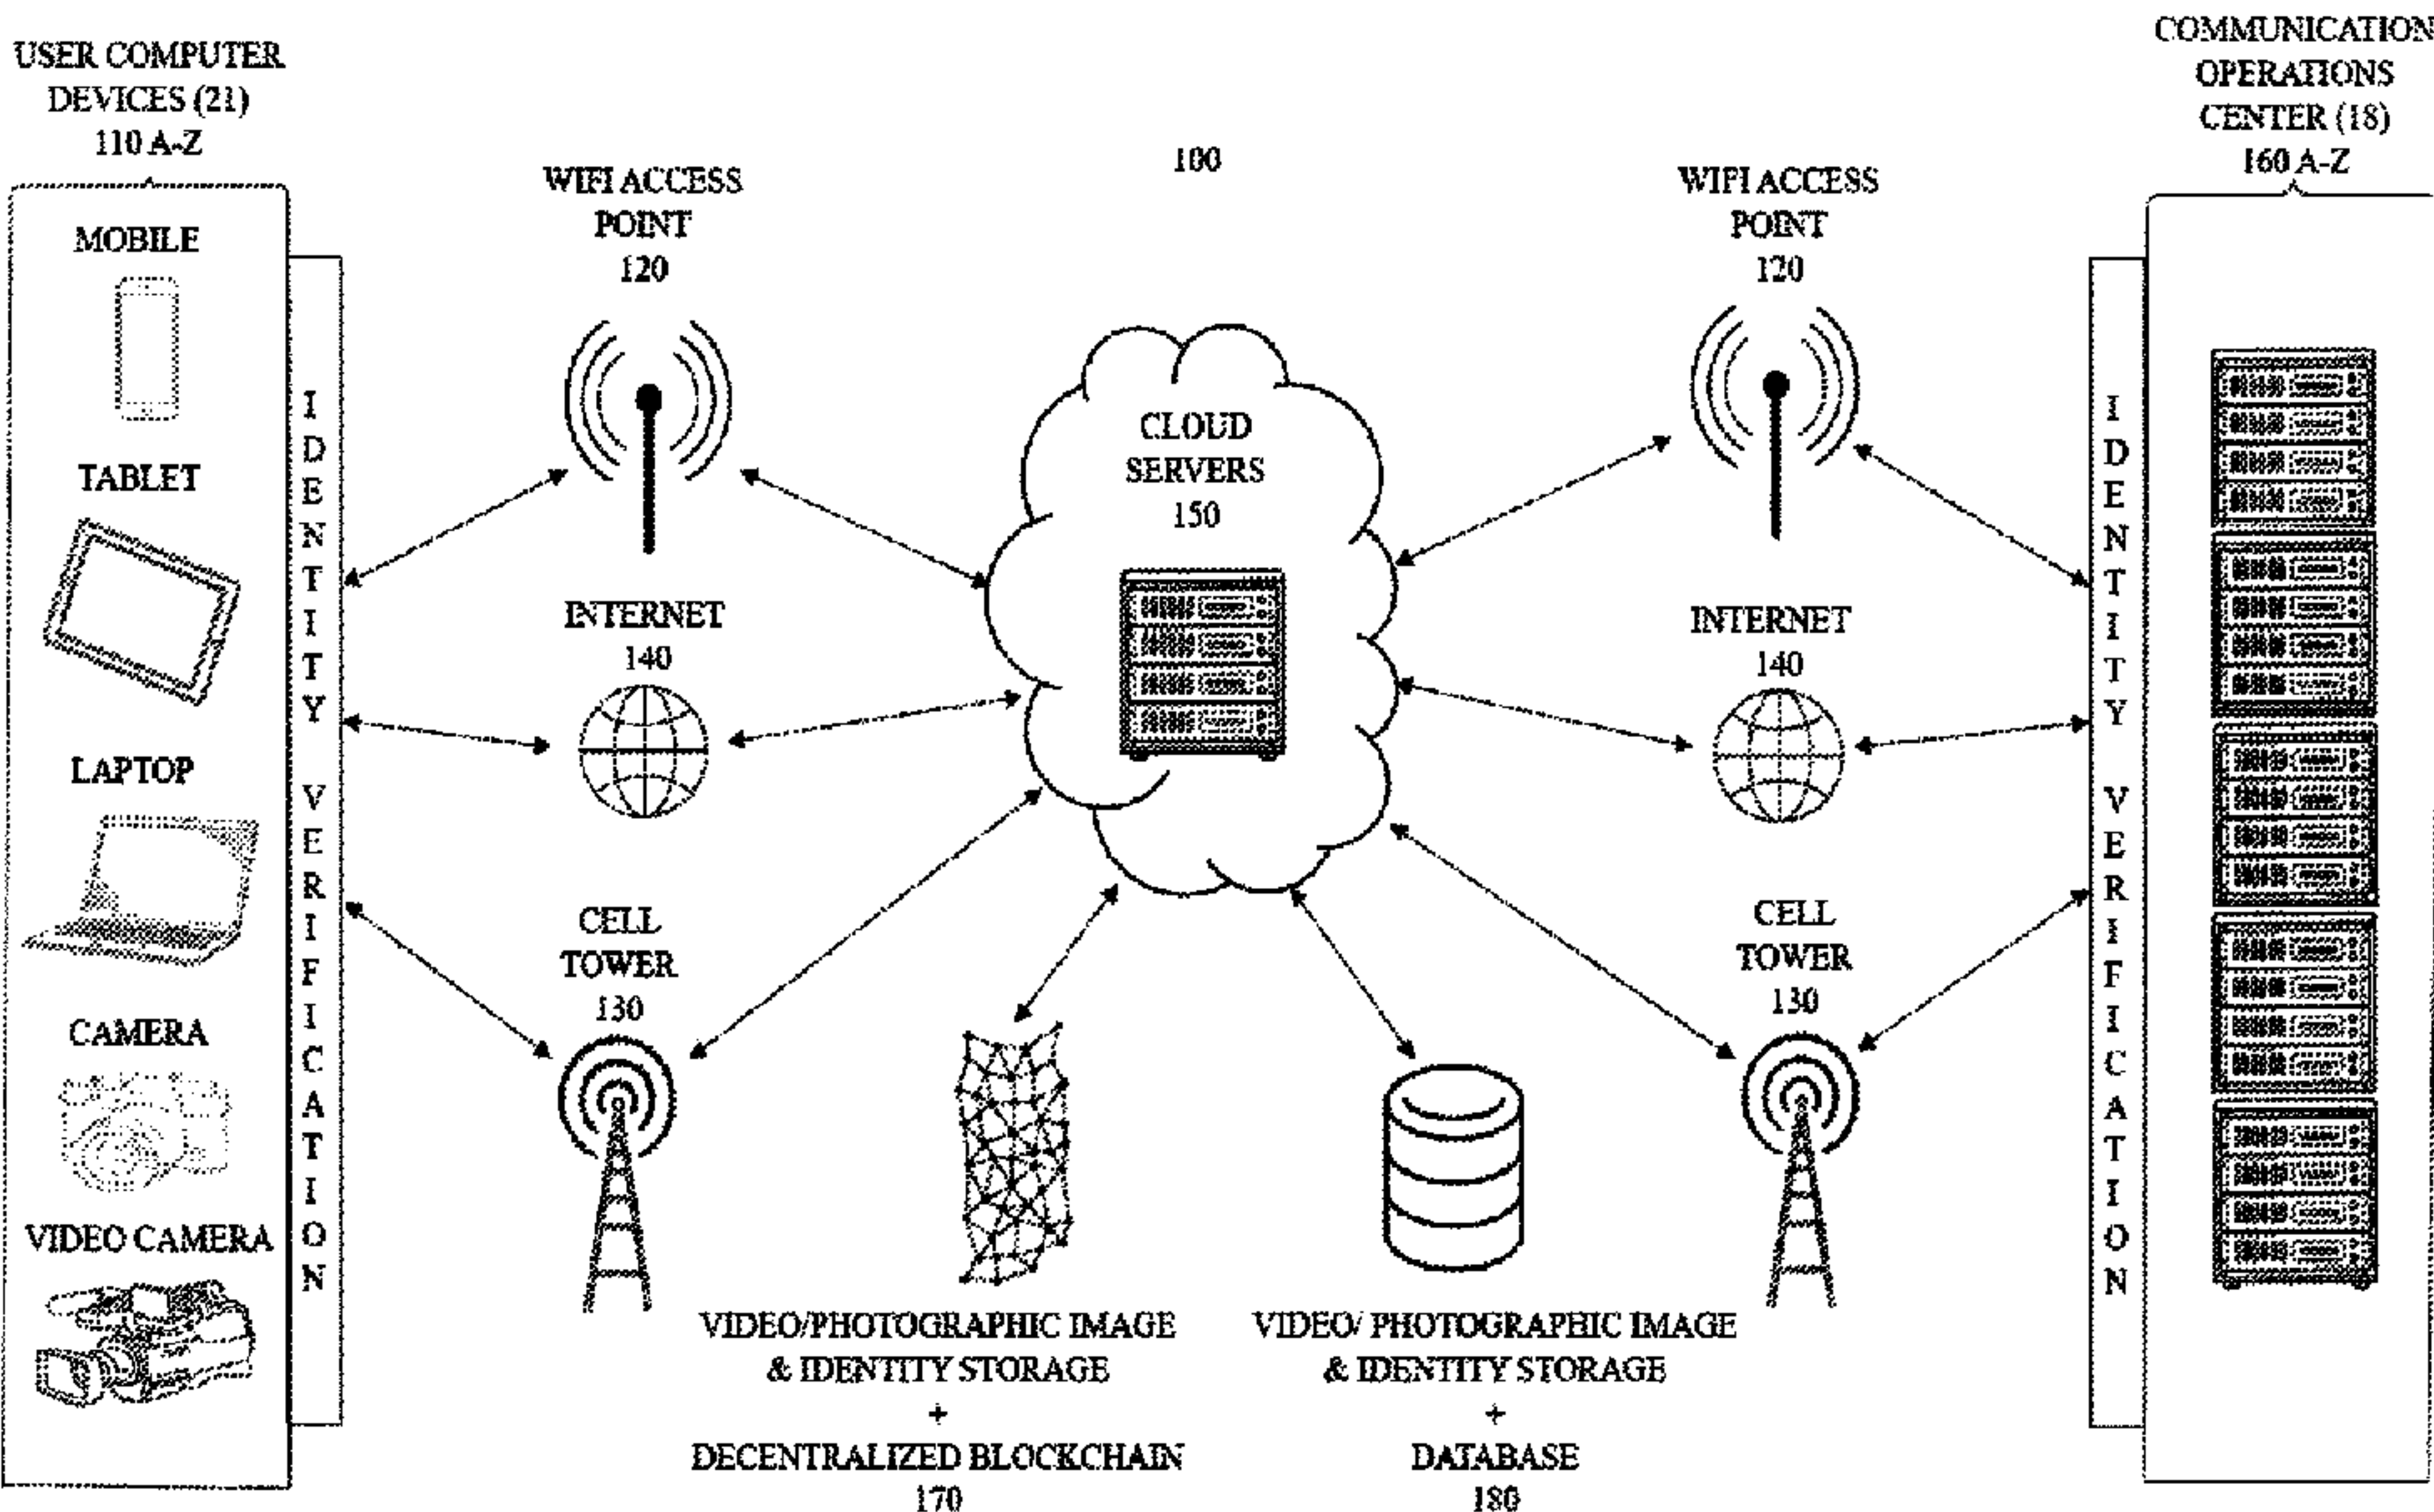 USER COMPUTER
DEVICES (21)
110 A-Z
MOBILE
TABLET
LAPTOP
CAMERA
VIDEO CAMERA
IDENTITY VERIFICATION
WIFI ACCESS
POINT
120
INTERNET
140
CELL
TOWER
130
100
CLOUD
SERVERS
150
VIDEO/PHOTOGRAPHIC IMAGE
& IDENTITY STORAGE
+
DECENTRALIZED BLOCKCHAIN
170
VIDEO/ PHOTOGRAPHIC IMAGE
& IDENTITY STORAGE
+
DATABASE
180
WIFI ACCESS
POINT
120
INTERNET
140
CELL
TOWER
130
IDENTITY VERIFICATION
COMMUNICATION
OPERATIONS
CENTER (18)
160 A-Z